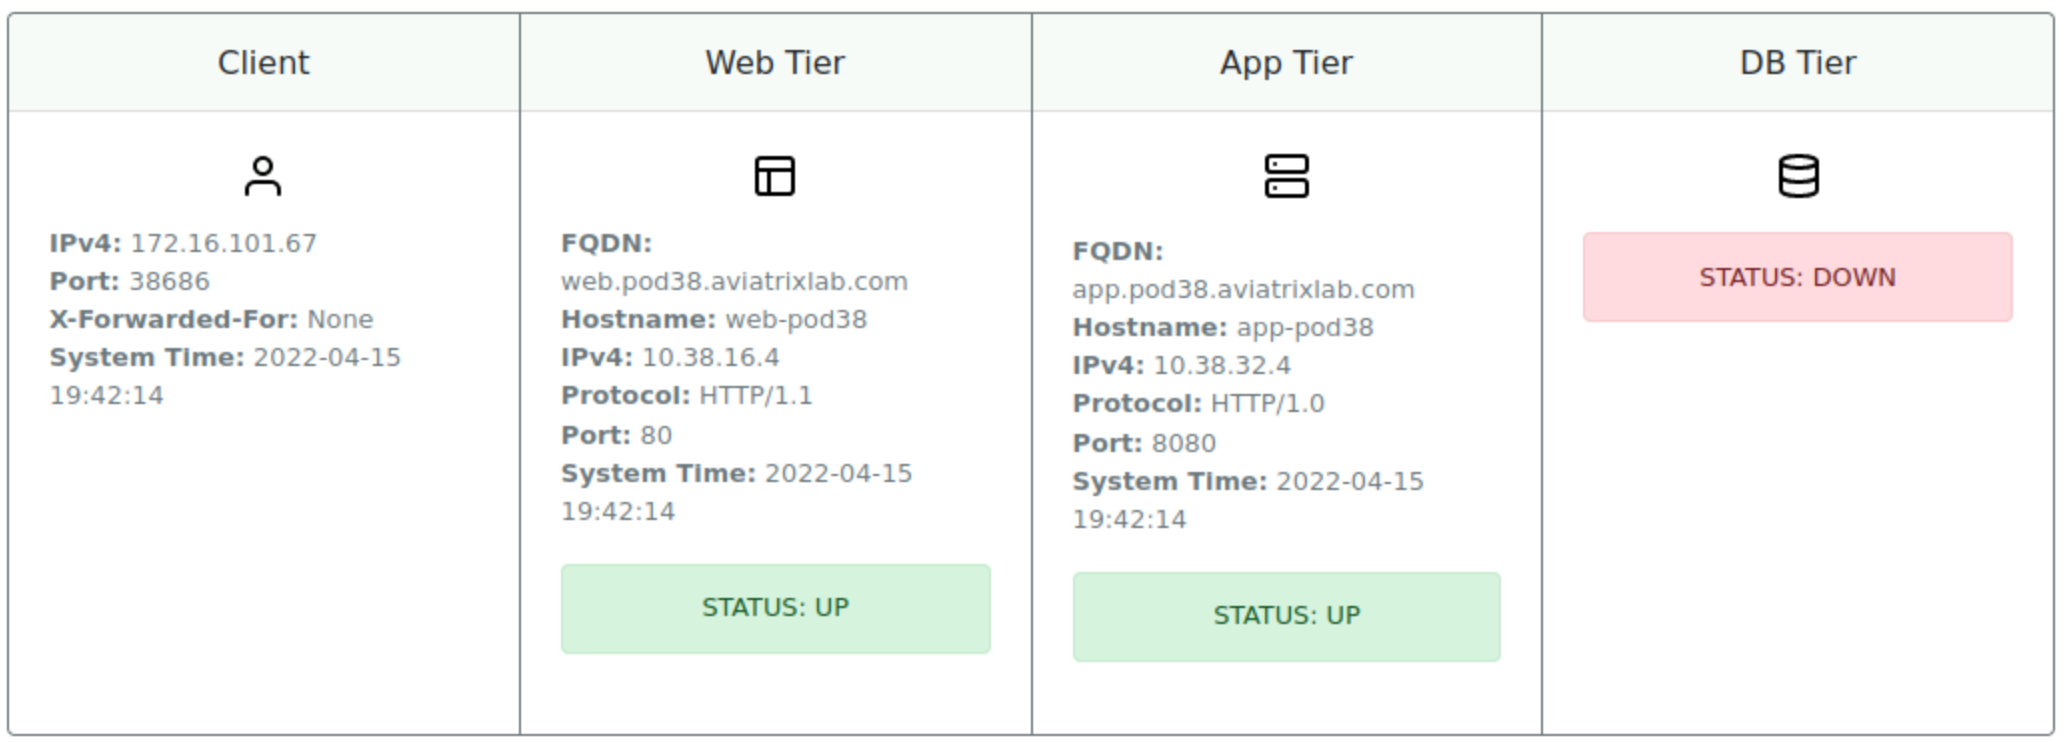 Client
IPv4: 172.16.101.67
Port: 38686
X-Forwarded-For: None
System Time: 2022-04-15
19:42:14
Web Tier
FQDN:
web.pod38.aviatrixlab.com
Hostname: web-pod38
IPv4: 10.38.16.4
Protocol: HTTP/1.1
Port: 80
System Time: 2022-04-15
19:42:14
STATUS: UP
App Tier
FQDN:
app.pod38.aviatrixlab.com
Hostname: app-pod38
IPv4: 10.38.32.4
Protocol: HTTP/1.0
Port: 8080
System Time: 2022-04-15
19:42:14
STATUS: UP
DB Tier
STATUS: DOWN